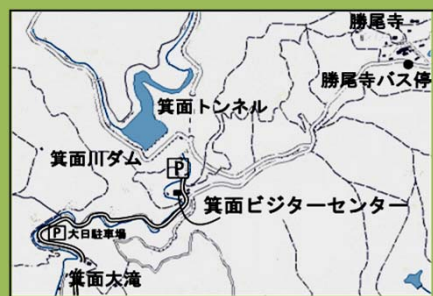 勝尾寺
勝尾寺バス停
箕面トンネル
箕面川ダム
P
箕面ビジターセンター
P 大日駐車場
箕面大滝